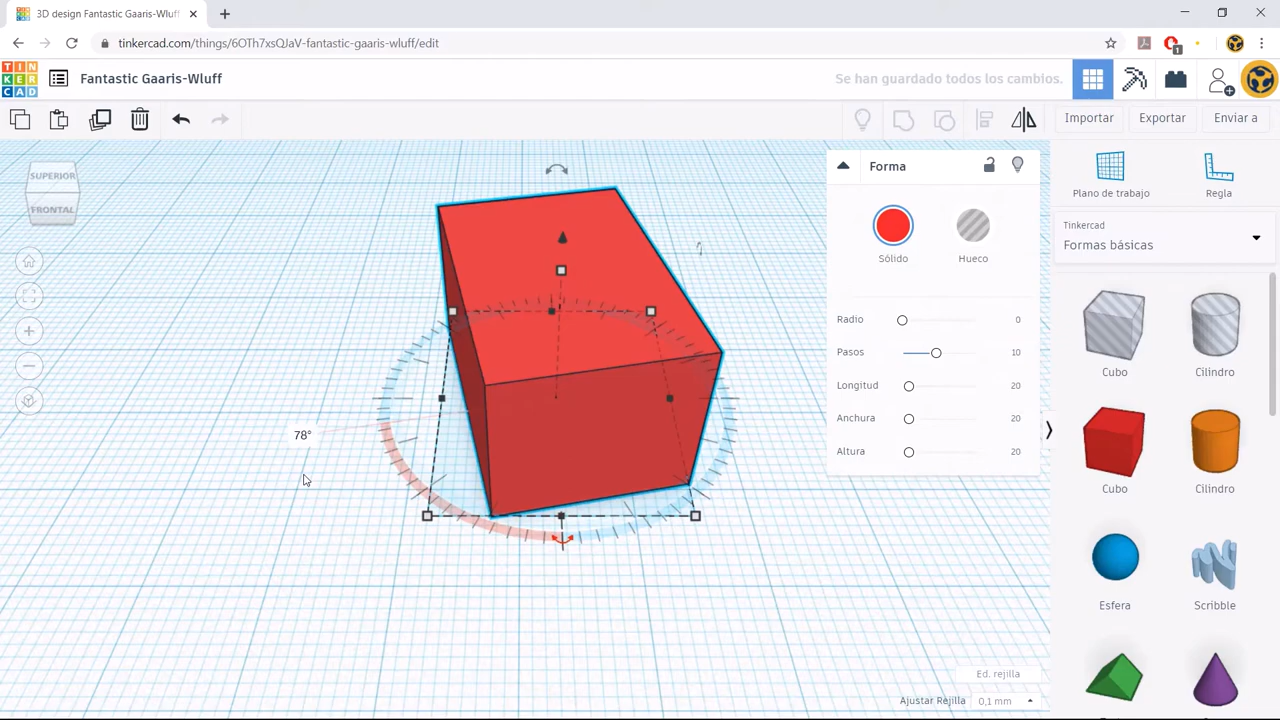 3D design Fantastic Gaaris-Wluff
tinkercad.com/things/6OTh7xsQJaV-fantastic-gaaris-wluff/edit
1
TIN
KER
CAD
Fantastic Gaaris-Wluff
Se han guardado todos los cambios.
Importar
Exportar
Enviar a
SUPERIOR
FRONTAL
Forma
Sólido
Hueco
Radio 0
Pasos 10
Longitud 20
Anchura 20
Altura 20
Plano de trabajo
Regla
Tinkercad
Formas básicas
Cubo
Cilindro
Cubo
Cilindro
Esfera
Scribble
78°
Ed. rejilla
Ajustar Rejilla 0,1 mm